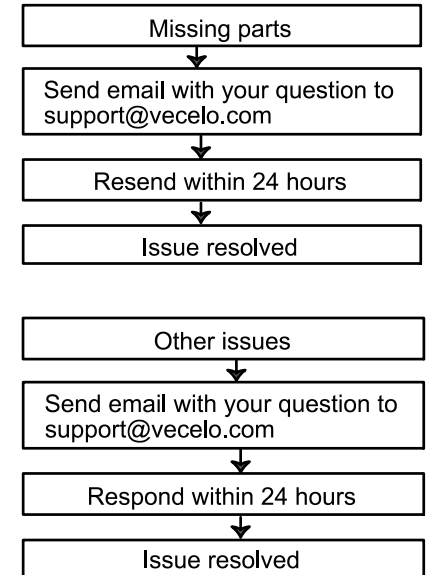 Missing parts
Send email with your question to
support@vecelo.com
Resend within 24 hours
Issue resolved
Other issues
Send email with your question to
support@vecelo.com
Respond within 24 hours
Issue resolved